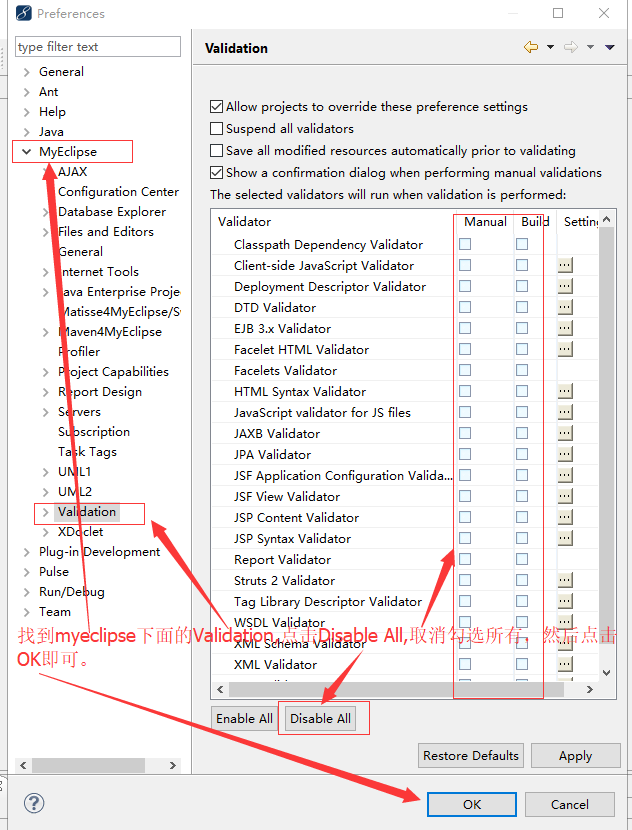 Preferences
type filter text
General
Ant
Help
Java
MyEclipse
AJAX
Configuration Center
Database Explorer
Files and Editors
General
Internet Tools
Java Enterprise Proje
Matisse4MyEclipse/S
Maven4MyEclipse
Profiler
Project Capabilities
Report Design
Servers
Subscription
Task Tags
UML1
UML2
Validation
XDoclet
Plug-in Development
Pulse
Run/Debug
Team
Validation
Allow projects to override these preference settings
Suspend all validators
Save all modified resources automatically prior to validating
Show a confirmation dialog when performing manual validations
The selected validators will run when validation is performed:
Validator Manual Build Setting
Classpath Dependency Validator
Client-side JavaScript Validator ...
Deployment Descriptor Validator ...
DTD Validator ...
EJB 3.x Validator ...
Facelet HTML Validator ...
Facelets Validator
HTML Syntax Validator ...
JavaScript validator for JS files ...
JAXB Validator ...
JPA Validator ...
JSF Application Configuration Valida... ...
JSF View Validator ...
JSP Content Validator ...
JSP Syntax Validator ...
Report Validator
Struts 2 Validator ...
Tag Library Descriptor Validator ...
WSDL Validator ...
XML Schema Validator ...
XML Validator ...
找到myeclipse下面的Validation,点击Disable All,取消勾选所有，然后点击
OK即可。
Enable All Disable All
Restore Defaults Apply
? OK Cancel